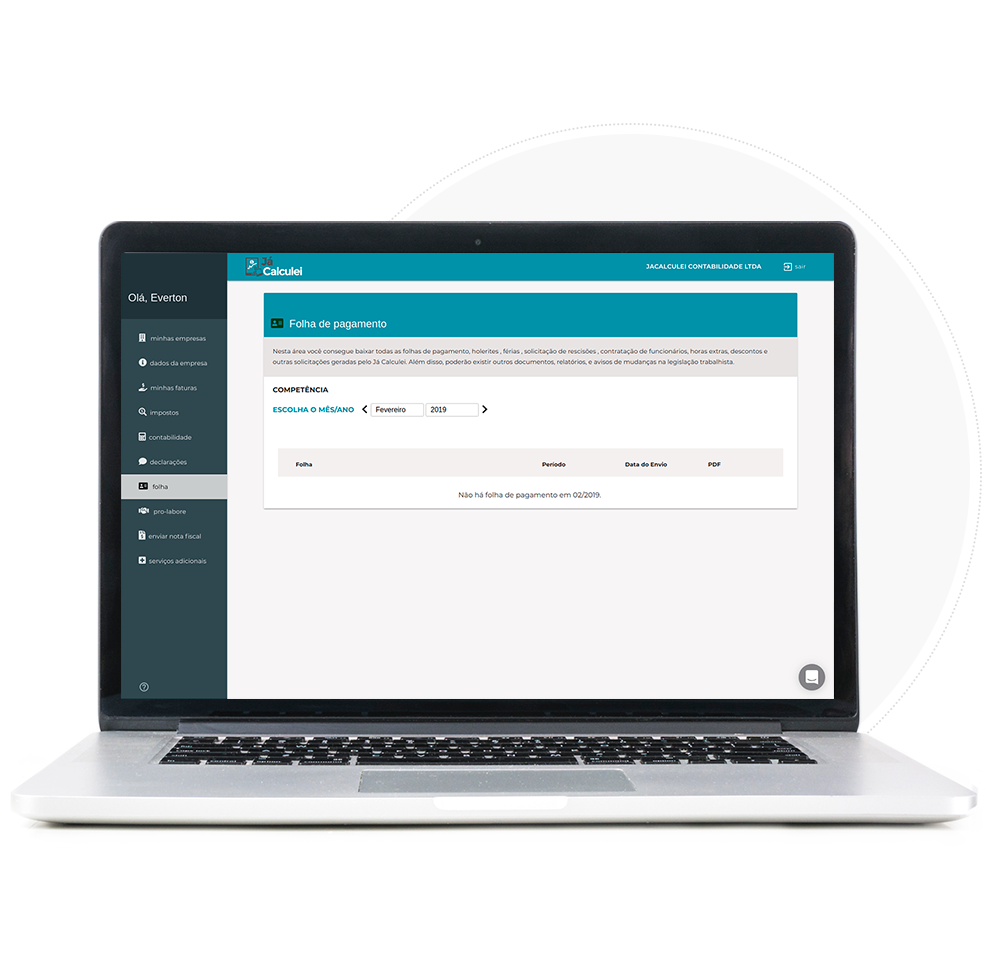 Já
Calculei
JACALCULEI CONTABILIDADE LTDA
sair
Olá, Everton
minhas empresas
dados da empresa
minhas faturas
impostos
contabilidade
declarações
folha
pro-labore
enviar nota fiscal
serviços adicionais
Folha de pagamento
Nesta área você consegue baixar todas as folhas de pagamento, holerites , férias , solicitação de rescisões , contratação de funcionários, horas extras, descontos e
outras solicitações geradas pelo Já Calculei. Além disso, poderão existir outros documentos, relatórios, e avisos de mudanças na legislação trabalhista.
COMPETÊNCIA
ESCOLHA O MÊS/ANO Fevereiro 2019
Folha Período Data do Envio PDF
Não há folha de pagamento em 02/2019.